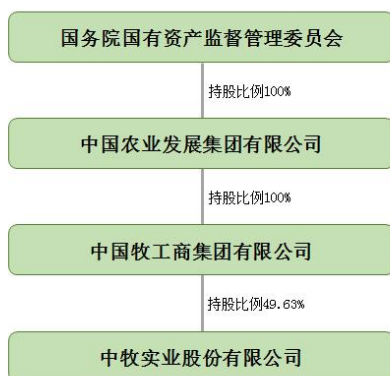 国务院国有资产监督管理委员会
持股比例100%
中国农业发展集团有限公司
持股比例100%
中国牧工商集团有限公司
持股比例49.63%
中牧实业股份有限公司